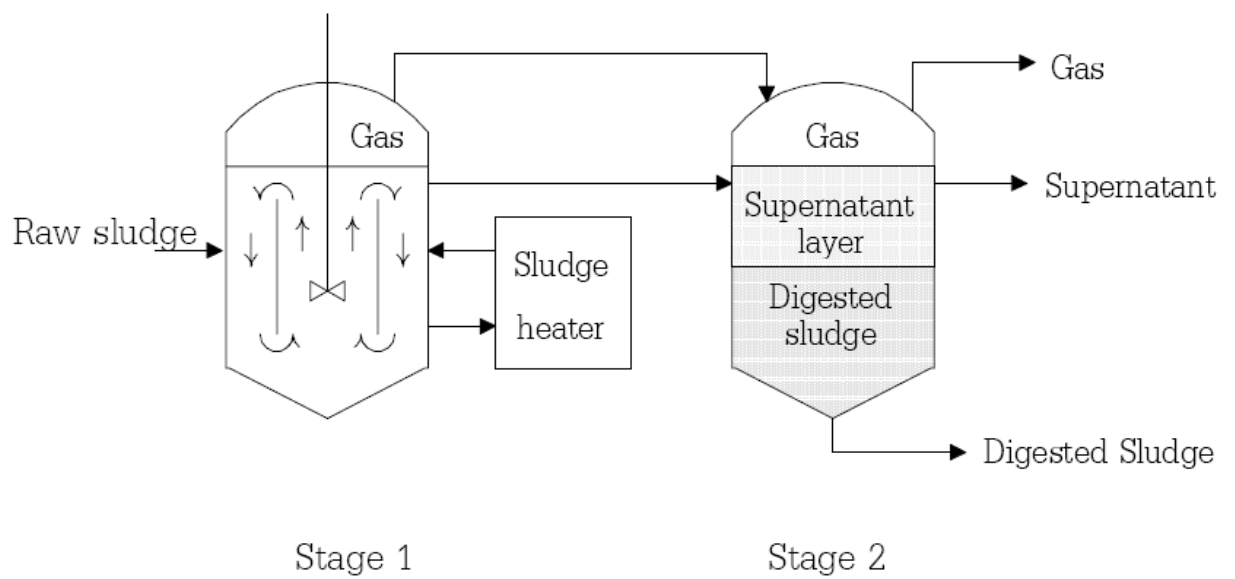 Gas
Gas
Gas
Supernatant
Supernatant
layer
Raw sludge
Sludge
heater
Digested
sludge
Digested Sludge
Stage 1
Stage 2